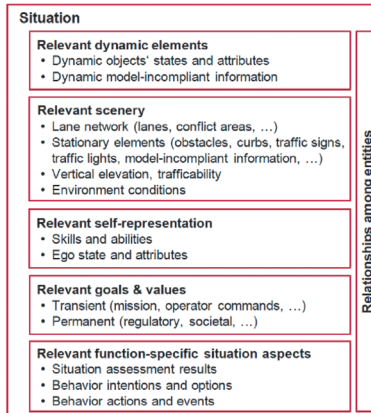 Situation
Relevant dynamic elements
• Dynamic objects' states and attributes
• Dynamic model-incompliant information
Relevant scenery
• Lane network (lanes, conflict areas, …)
• Stationary elements (obstacles, curbs, traffic signs,
traffic lights, model-incompliant information, …)
• Vertical elevation, trafficability
• Environment conditions
Relevant self-representation
• Skills and abilities
• Ego state and attributes
Relevant goals & values
• Transient (mission, operator commands, …)
• Permanent (regulatory, societal, …)
Relevant function-specific situation aspects
• Situation assessment results
• Behavior intentions and options
• Behavior actions and events
Relationships among entities